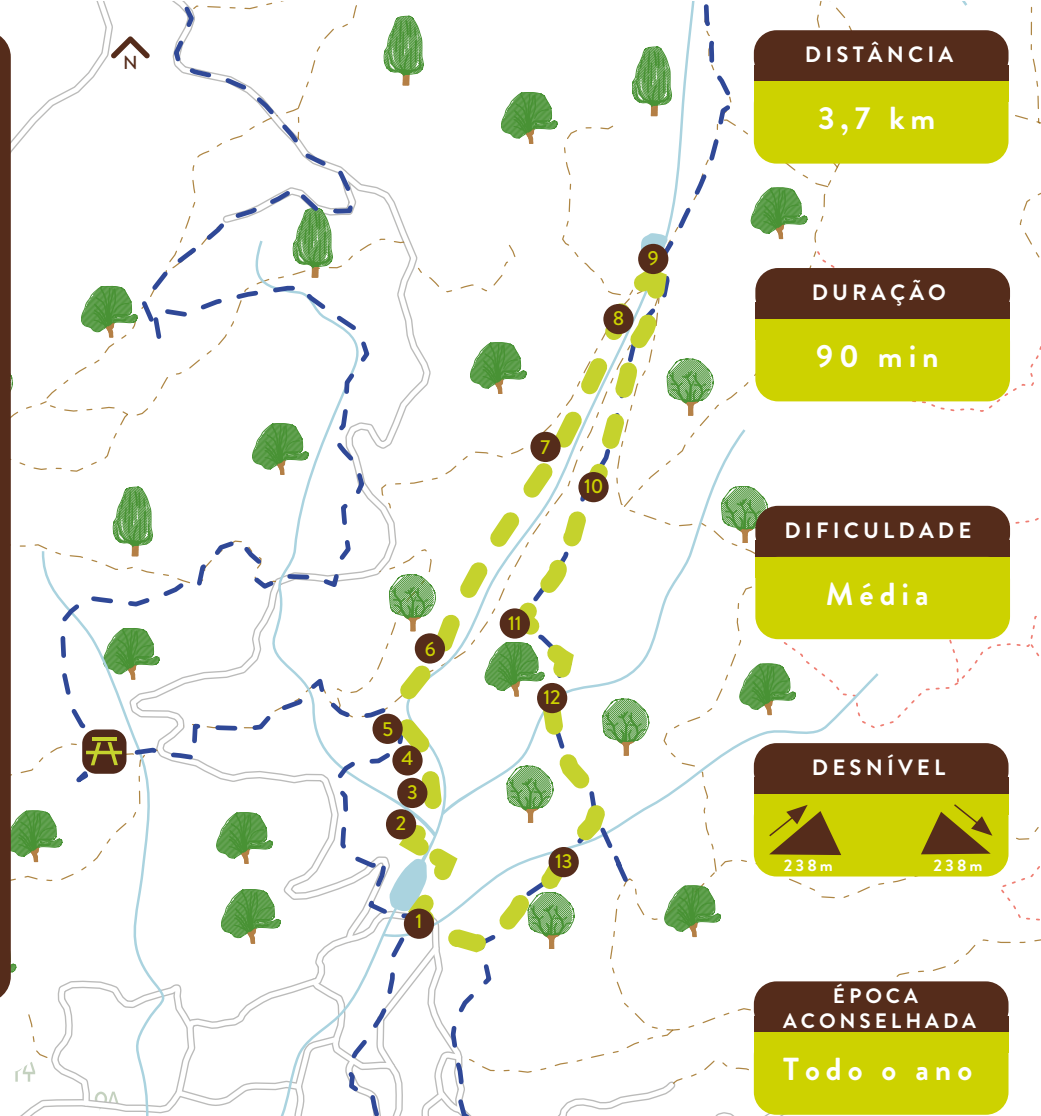 N
DISTÂNCIA
3,7 km
9
DURAÇÃO
8
90 min
7
10
DIFICULDADE
Média
11
6
12
5
4
DESNÍVEL
3
2
238m
238m
13
1
ÉPOCA
ACONSELHADA
Todo o ano